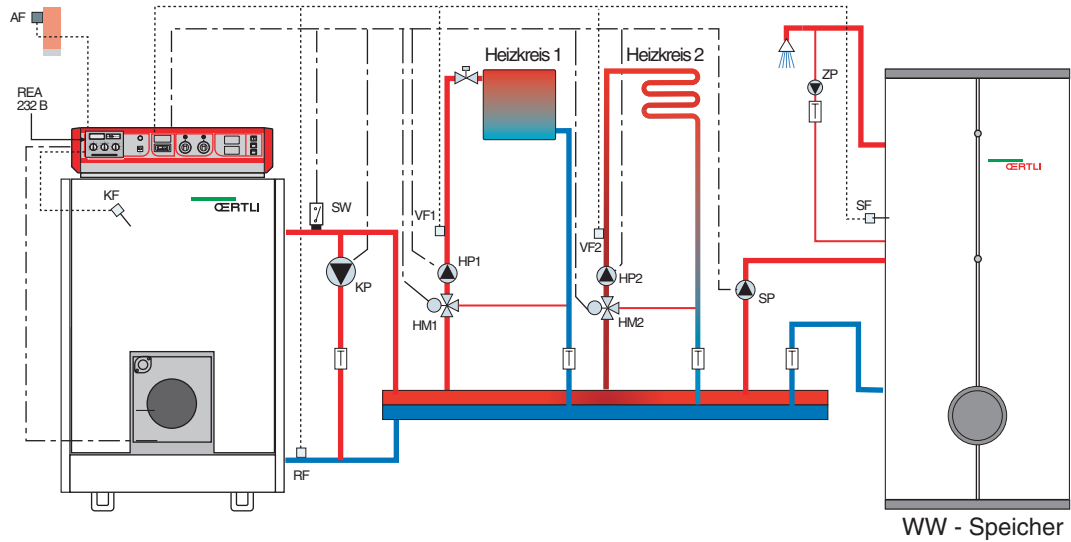 AF
REA
232 B
KF
ŒRTLI
SW
KP
RF
VF1
HP1
HM1
Heizkreis 1
Heizkreis 2
VF2
HP2
HM2
SP
ZP
SF
ŒRTLI
WW - Speicher
T
T
T
T
T